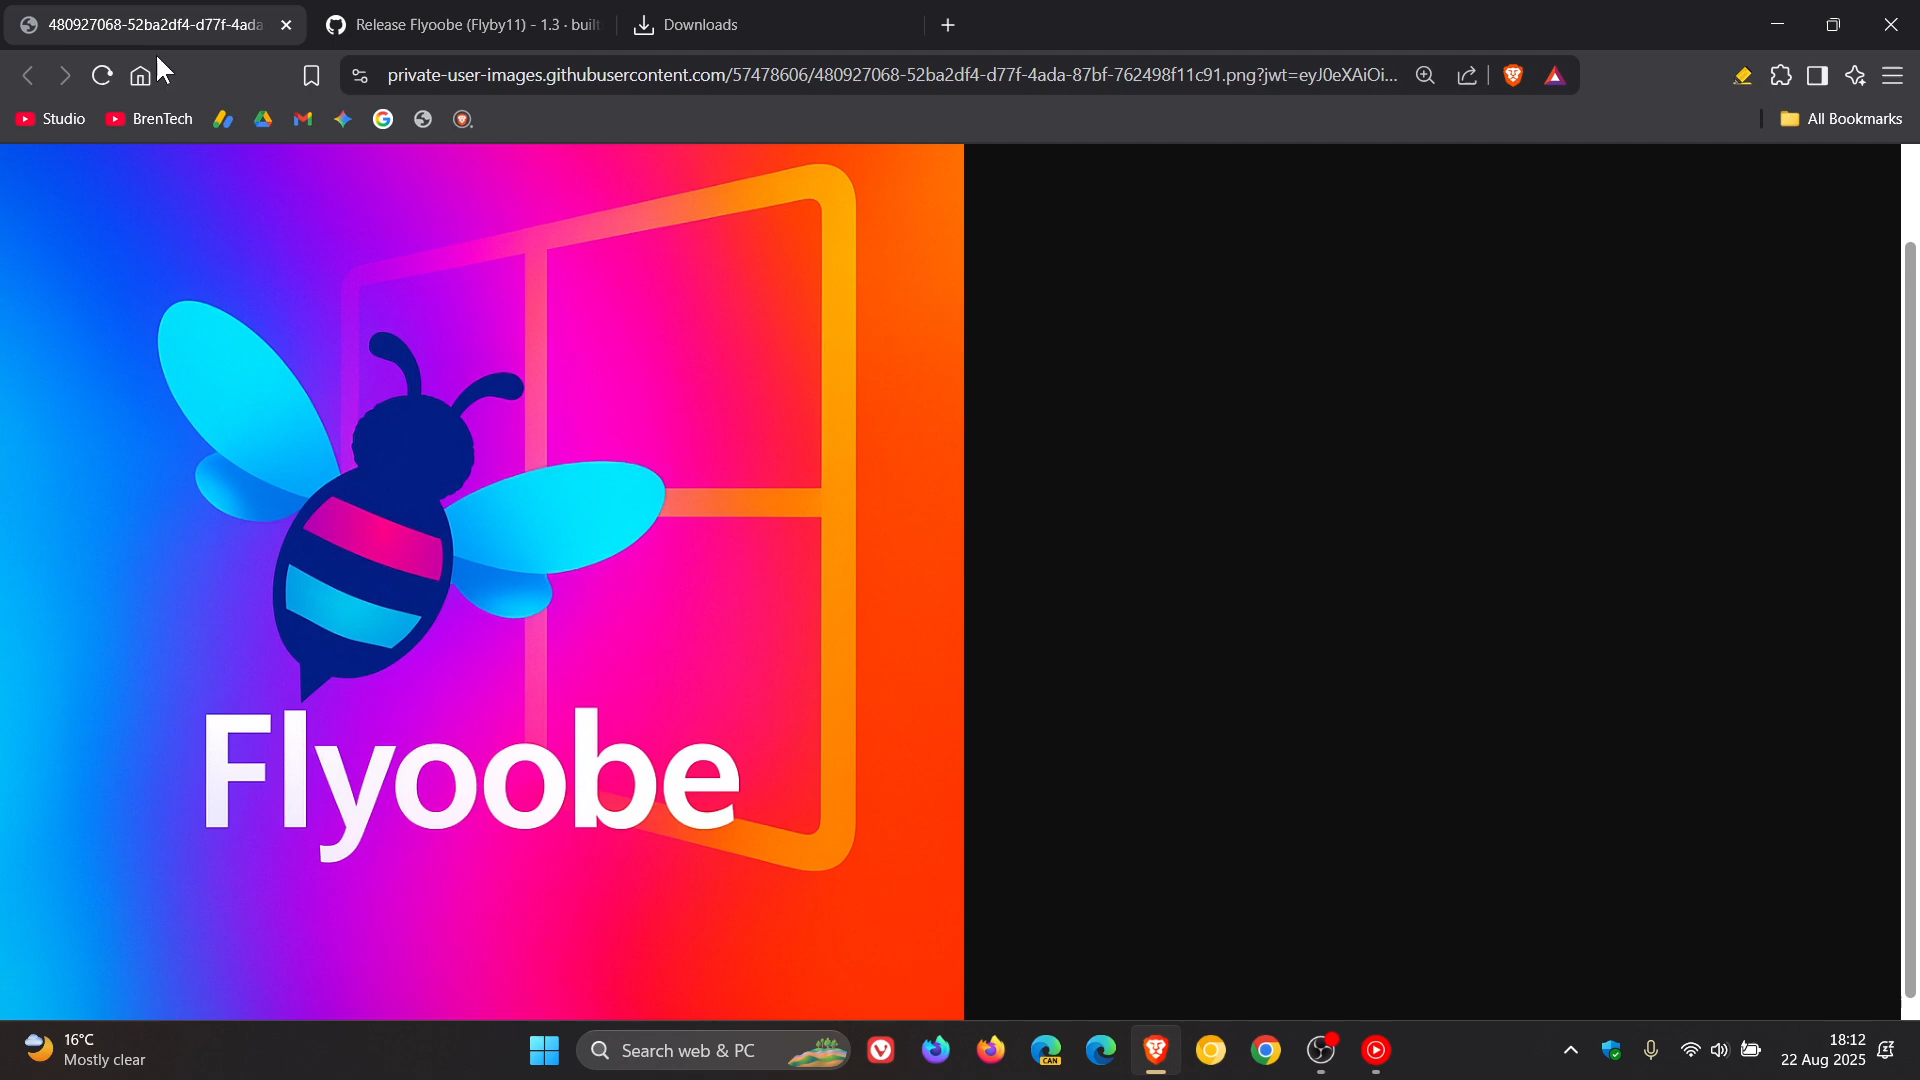 480927068-52ba2df4-d77f-4ada
Release Flyoobe (Flyby11) - 1.3 · built
Downloads
private-user-images.githubusercontent.com/57478606/480927068-52ba2df4-d77f-4ada-87bf-762498f11c91.png?jwt=eyJ0eXAiOi...
Studio
BrenTech
All Bookmarks
Flyoobe
16°C
Mostly clear
Search web & PC
CAN
18:12
22 Aug 2025